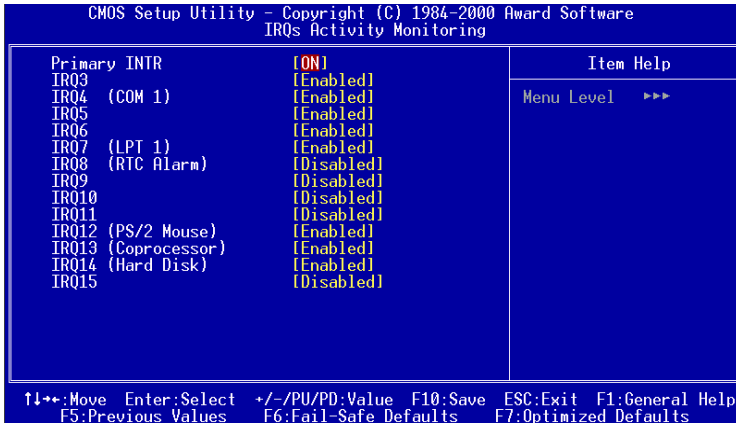 CMOS Setup Utility - Copyright (C) 1984-2000 Award Software
IRQs Activity Monitoring
Primary INTR [ON]
IRQ3 [Enabled]
IRQ4 (COM 1) [Enabled]
IRQ5 [Enabled]
IRQ6 [Enabled]
IRQ7 (LPT 1) [Enabled]
IRQ8 (RTC Alarm) [Disabled]
IRQ9 [Disabled]
IRQ10 [Disabled]
IRQ11 [Disabled]
IRQ12 (PS/2 Mouse) [Enabled]
IRQ13 (Coprocessor) [Enabled]
IRQ14 (Hard Disk) [Enabled]
IRQ15 [Disabled]
Item Help
Menu Level ►►►
↑↓→←:Move Enter:Select +/-/PU/PD:Value F10:Save ESC:Exit F1:General Help
F5:Previous Values F6:Fail-Safe Defaults F7:Optimized Defaults